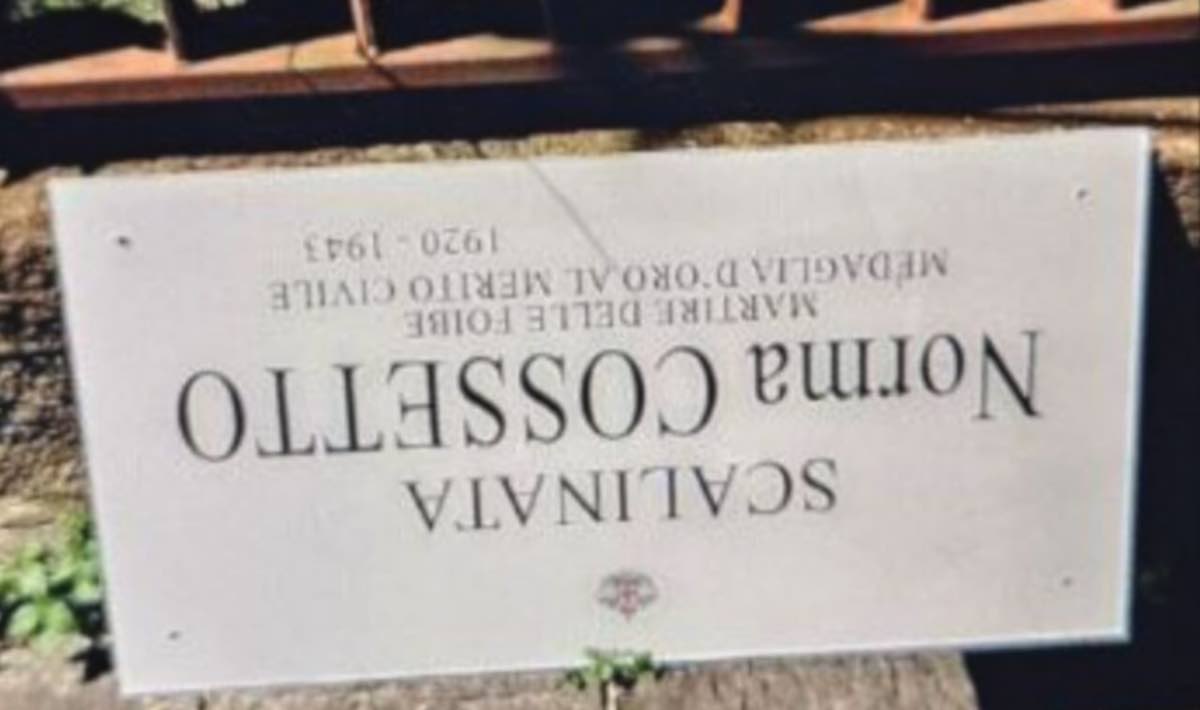 SCALINATA
Norma COSSETTO
MARTIRE DELLE FOIBE
MEDAGLIA D'ORO AL MERITO CIVILE
1920 - 1943